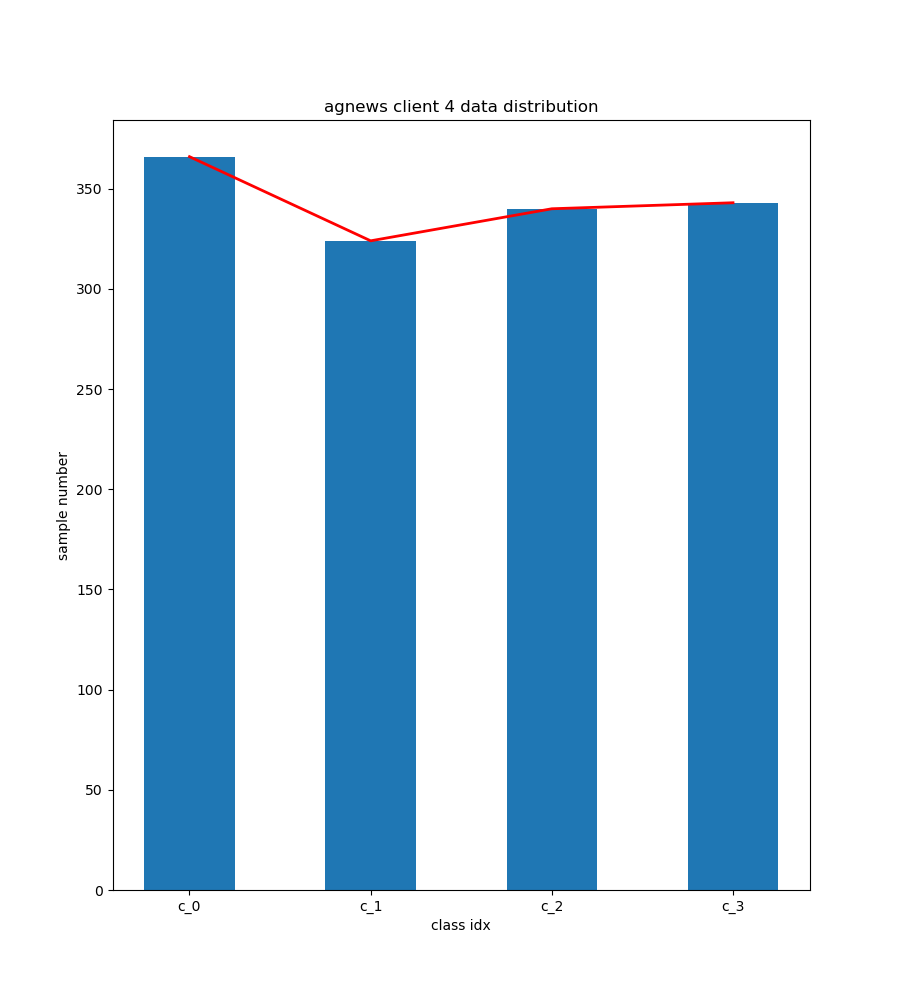 agnews client 4 data distribution
350
300
250
200
150
100
50
0
sample number
c_0 c_1 c_2 c_3
class idx